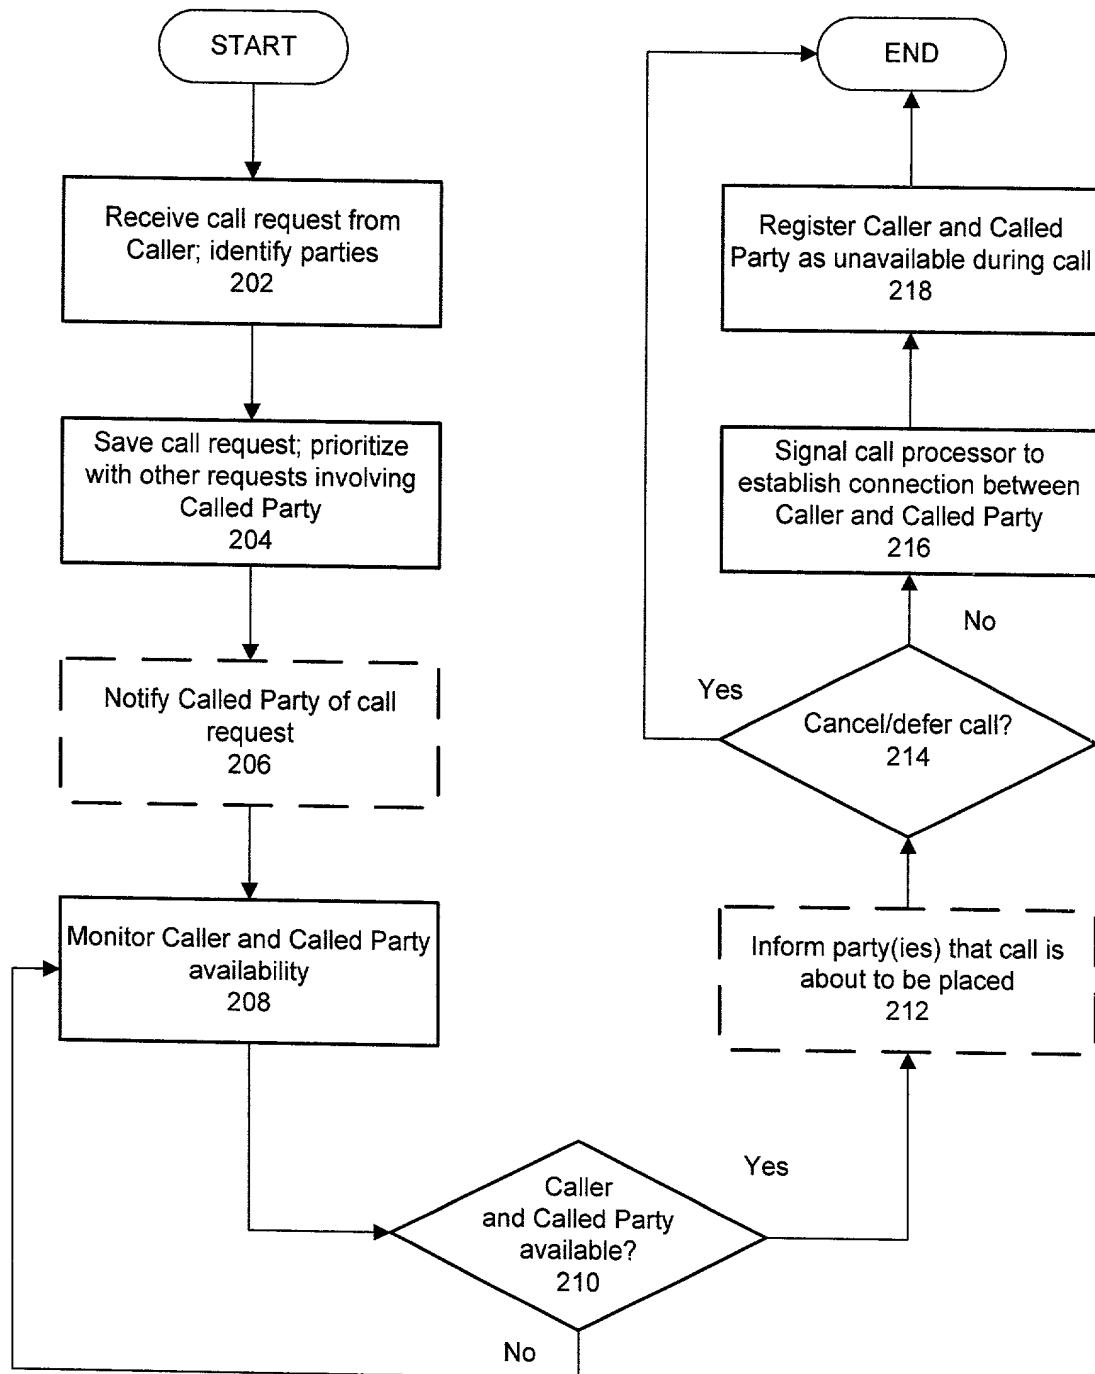 START
Receive call request from
Caller; identify parties
202
Save call request; prioritize
with other requests involving
Called Party
204
Notify Called Party of call
request
206
Monitor Caller and Called Party
availability
208
Caller
and Called Party
available?
210
No
Yes
Inform party(ies) that call is
about to be placed
212
Cancel/defer call?
214
Yes
No
Signal call processor to
establish connection between
Caller and Called Party
216
Register Caller and Called
Party as unavailable during call
218
END